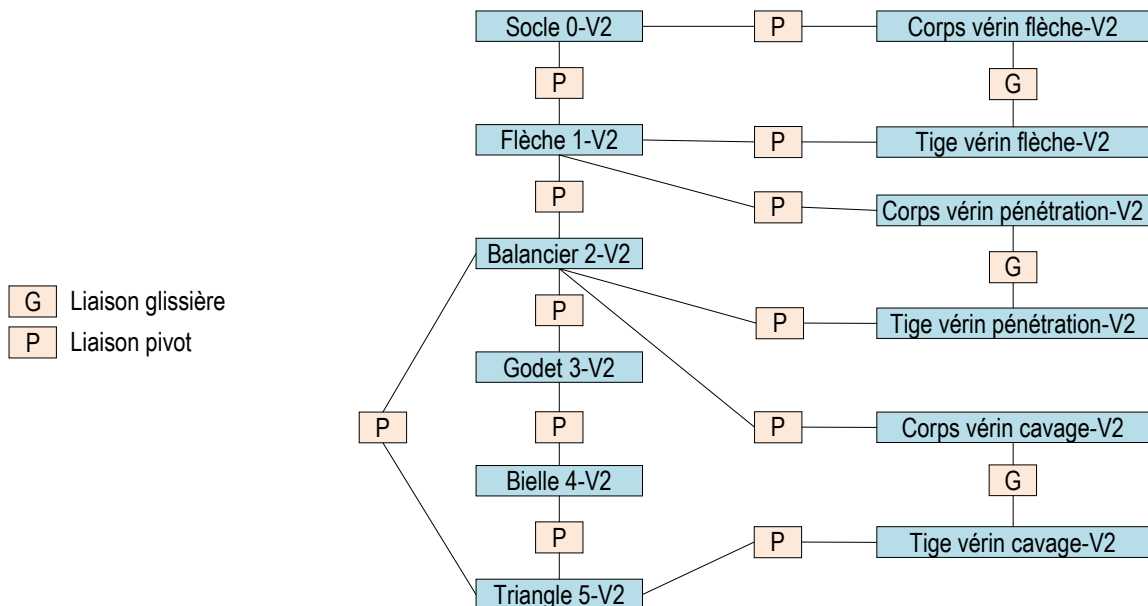 Socle 0-V2
P
Corps vérin flèche-V2
P
G
Flèche 1-V2
P
Tige vérin flèche-V2
P
P
Corps vérin pénétration-V2
Balancier 2-V2
G
G Liaison glissière
P
P
Tige vérin pénétration-V2
P Liaison pivot
Godet 3-V2
P
P
P
Corps vérin cavage-V2
Bielle 4-V2
G
P
P
Tige vérin cavage-V2
Triangle 5-V2